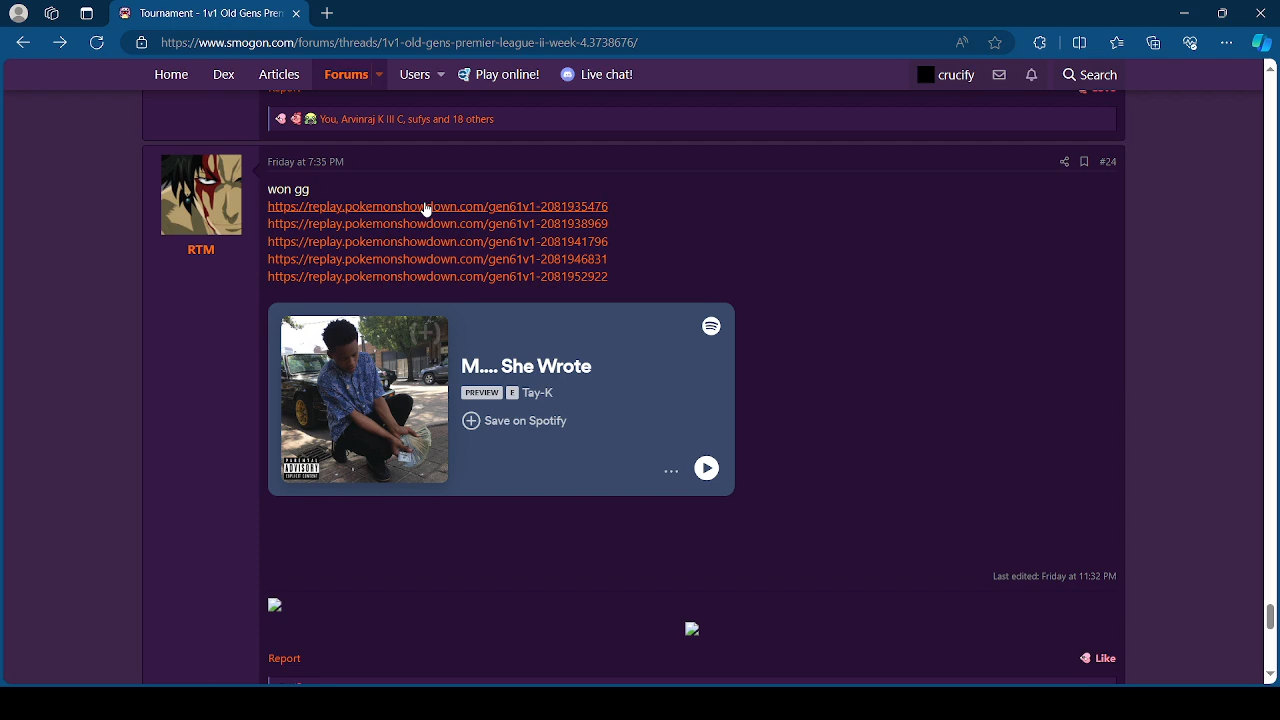 Tournament - 1v1 Old Gens Prem
https://www.smogon.com/forums/threads/1v1-old-gens-premier-league-ii-week-4.3738676/
Home Dex Articles Forums Users Play online! Live chat! crucify Search
You, Arvinraj K III C, sufys and 18 others
Friday at 7:35 PM #24
won gg
https://replay.pokemonshowdown.com/gen61v1-2081935476
https://replay.pokemonshowdown.com/gen61v1-2081938969
https://replay.pokemonshowdown.com/gen61v1-2081941796
https://replay.pokemonshowdown.com/gen61v1-2081946831
https://replay.pokemonshowdown.com/gen61v1-2081952922
RTM
M.... She Wrote
PREVIEW E Tay-K
Save on Spotify
PARENTAL
ADVISORY
EXPLICIT CONTENT
Last edited: Friday at 11:32 PM
Report Like